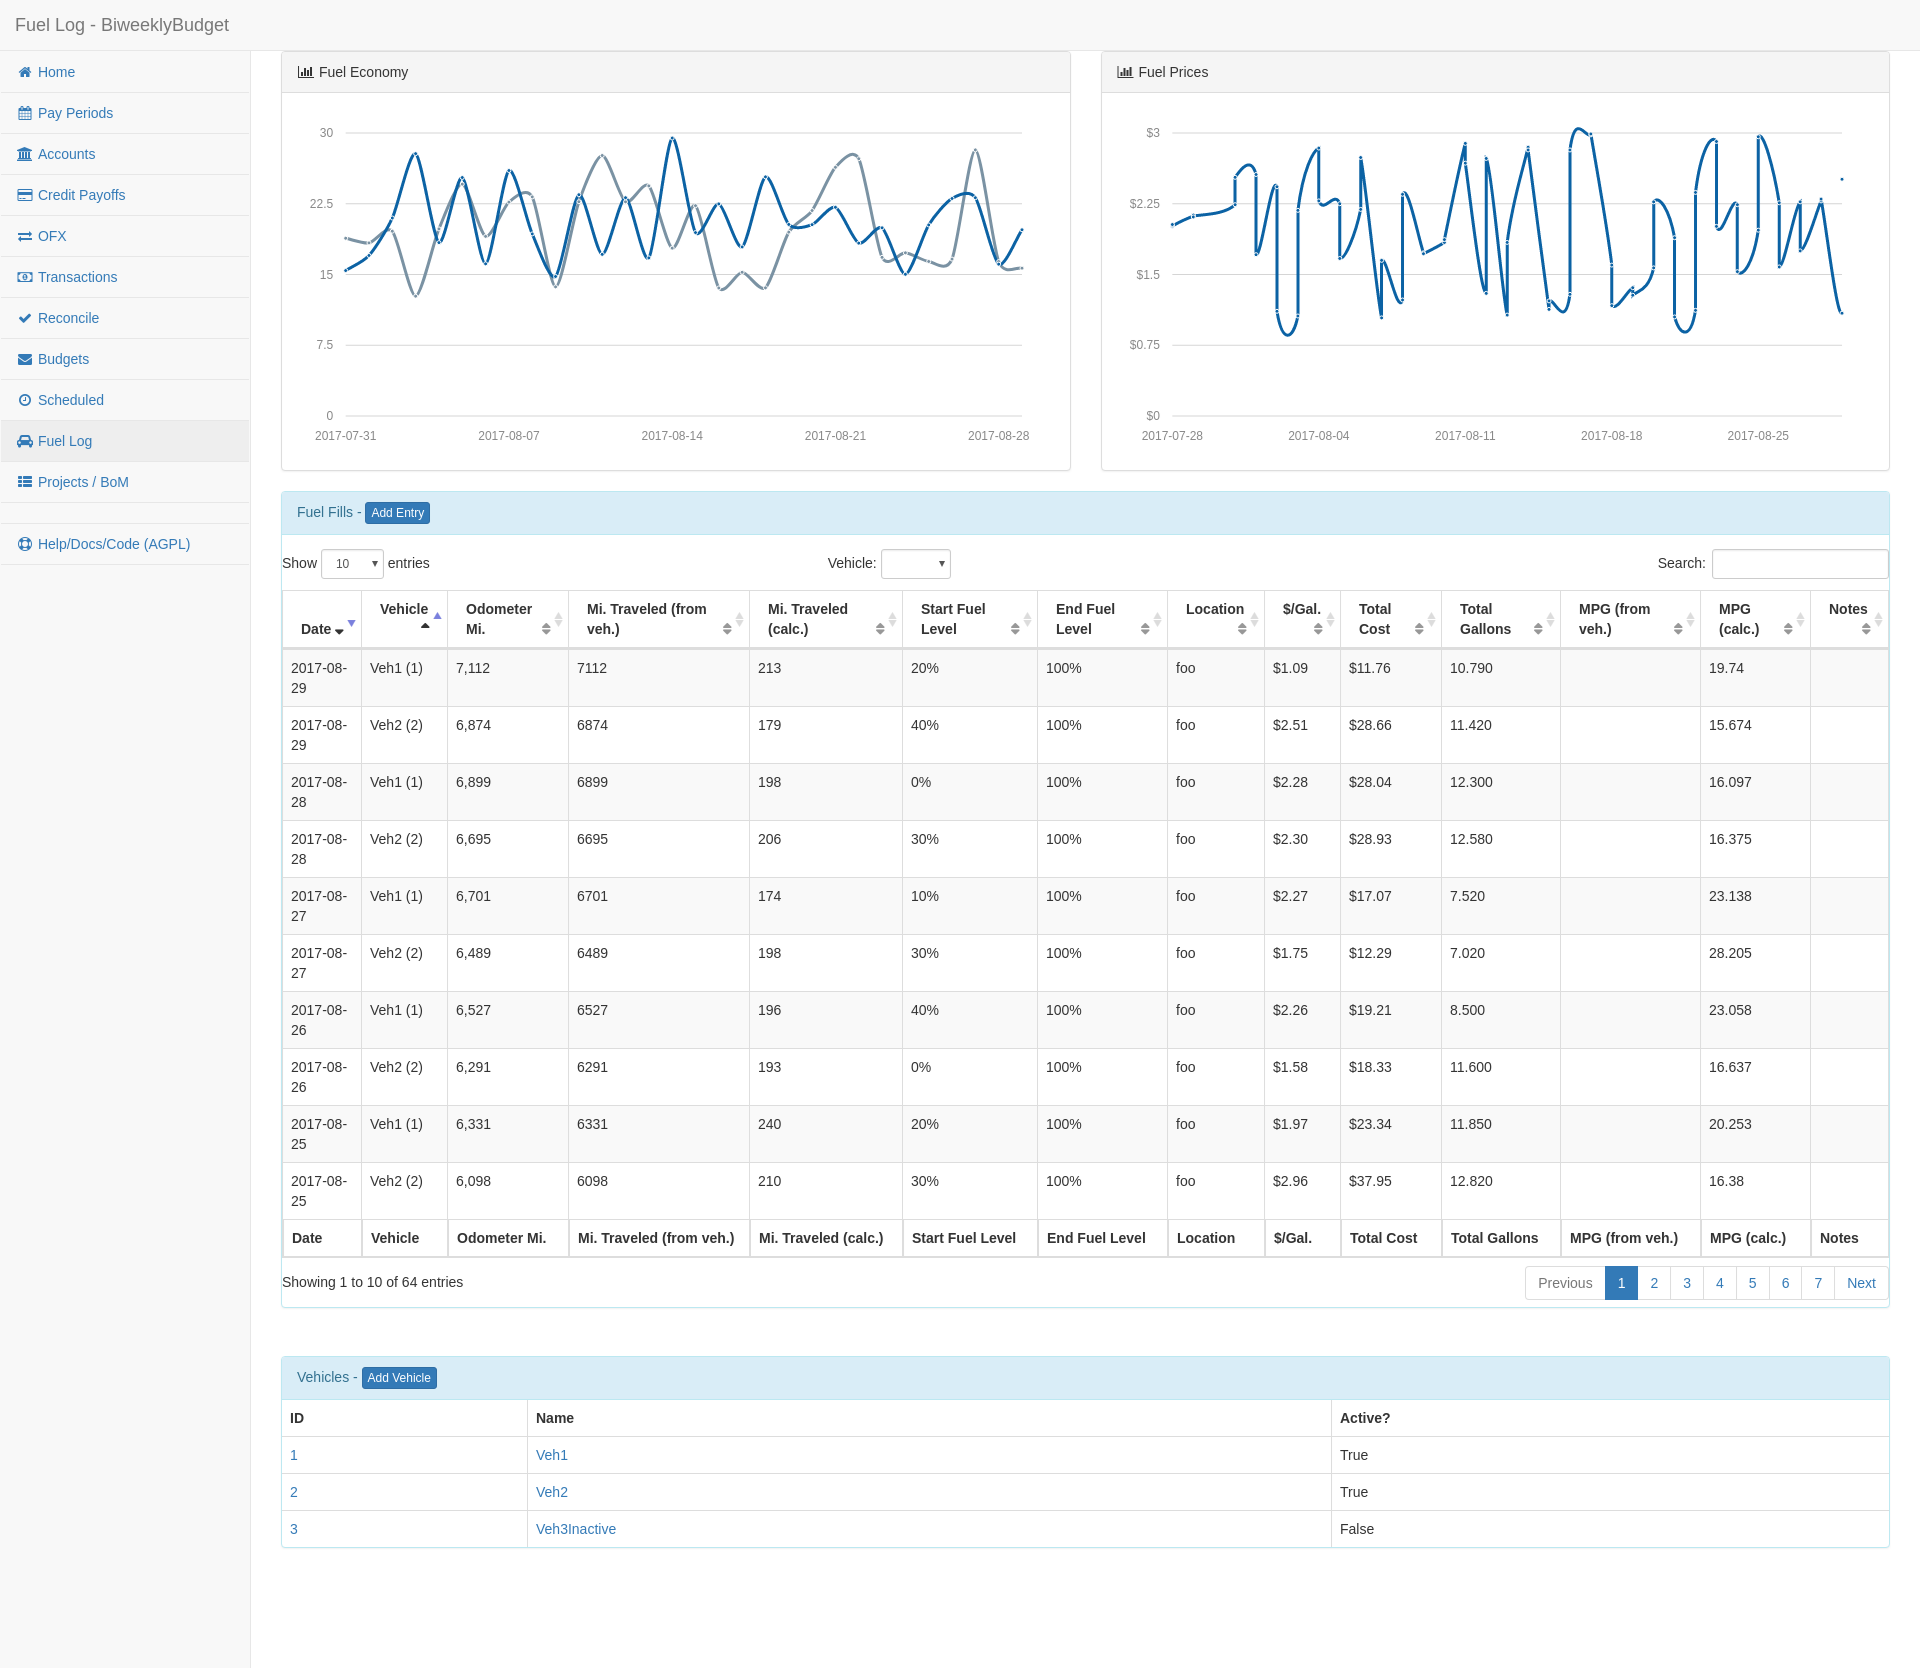 Fuel Log - BiweeklyBudget
Home
Pay Periods
Accounts
Credit Payoffs
OFX
Transactions
Reconcile
Budgets
Scheduled
Fuel Log
Projects / BoM
Help/Docs/Code (AGPL)
Fuel Economy
30
22.5
15
7.5
0
2017-07-31 2017-08-07 2017-08-14 2017-08-21 2017-08-28
Fuel Prices
$3
$2.25
$1.5
$0.75
$0
2017-07-28 2017-08-04 2017-08-11 2017-08-18 2017-08-25
Fuel Fills - Add Entry
Show 10 entries Vehicle: Search:
Date Vehicle Odometer Mi. Mi. Traveled (from veh.) Mi. Traveled (calc.) Start Fuel Level End Fuel Level Location $/Gal. Total Cost Total Gallons MPG (from veh.) MPG (calc.) Notes
2017-08-29 Veh1 (1) 7,112 7112 213 20% 100% foo $1.09 $11.76 10.790 19.74
2017-08-29 Veh2 (2) 6,874 6874 179 40% 100% foo $2.51 $28.66 11.420 15.674
2017-08-28 Veh1 (1) 6,899 6899 198 0% 100% foo $2.28 $28.04 12.300 16.097
2017-08-28 Veh2 (2) 6,695 6695 206 30% 100% foo $2.30 $28.93 12.580 16.375
2017-08-27 Veh1 (1) 6,701 6701 174 10% 100% foo $2.27 $17.07 7.520 23.138
2017-08-27 Veh2 (2) 6,489 6489 198 30% 100% foo $1.75 $12.29 7.020 28.205
2017-08-26 Veh1 (1) 6,527 6527 196 40% 100% foo $2.26 $19.21 8.500 23.058
2017-08-26 Veh2 (2) 6,291 6291 193 0% 100% foo $1.58 $18.33 11.600 16.637
2017-08-25 Veh1 (1) 6,331 6331 240 20% 100% foo $1.97 $23.34 11.850 20.253
2017-08-25 Veh2 (2) 6,098 6098 210 30% 100% foo $2.96 $37.95 12.820 16.38
Date Vehicle Odometer Mi. Mi. Traveled (from veh.) Mi. Traveled (calc.) Start Fuel Level End Fuel Level Location $/Gal. Total Cost Total Gallons MPG (from veh.) MPG (calc.) Notes
Showing 1 to 10 of 64 entries Previous 1 2 3 4 5 6 7 Next
Vehicles - Add Vehicle
ID Name Active?
1 Veh1 True
2 Veh2 True
3 Veh3Inactive False